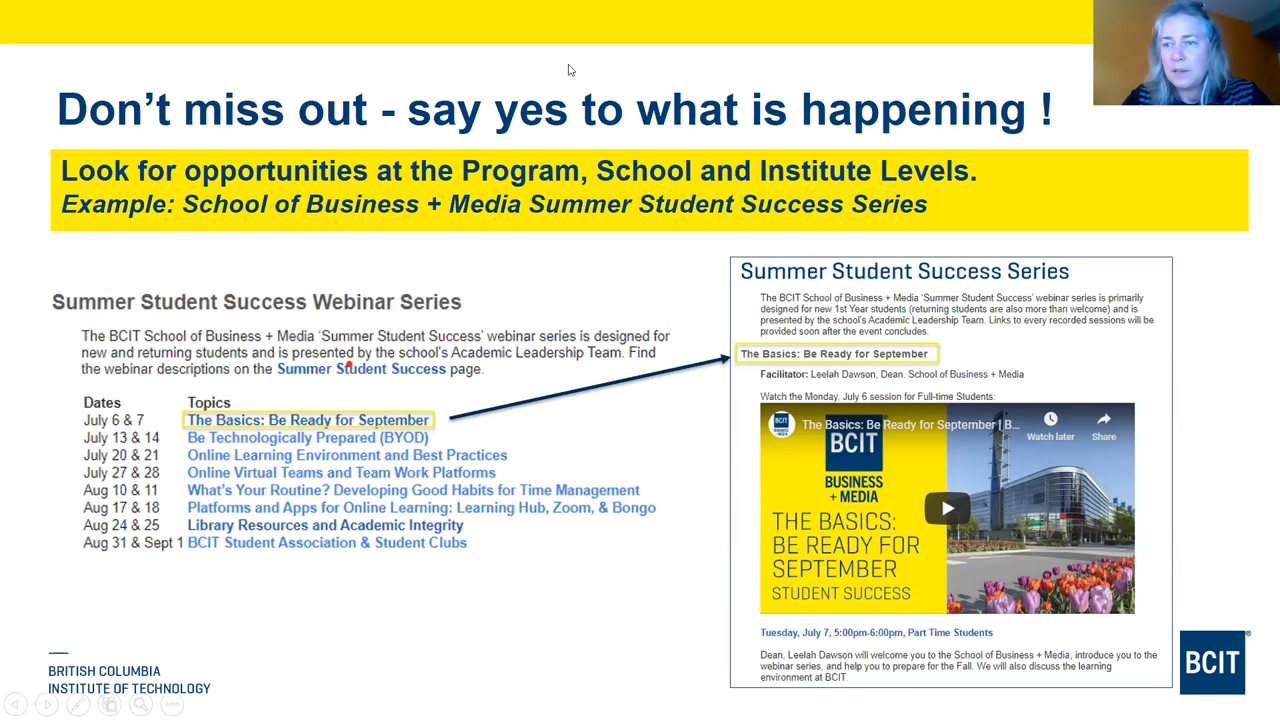 Don't miss out - say yes to what is happening !
Look for opportunities at the Program, School and Institute Levels.
Example: School of Business + Media Summer Student Success Series
Summer Student Success Webinar Series
The BCIT School of Business + Media 'Summer Student Success' webinar series is designed for
new and returning students and is presented by the school's Academic Leadership Team. Find
the webinar descriptions on the Summer Student Success page.
Dates Topics
July 6 & 7 The Basics: Be Ready for September
July 13 & 14 Be Technologically Prepared (BYOD)
July 20 & 21 Online Learning Environment and Best Practices
July 27 & 28 Online Virtual Teams and Team Work Platforms
Aug 10 & 11 What's Your Routine? Developing Good Habits for Time Management
Aug 17 & 18 Platforms and Apps for Online Learning: Learning Hub, Zoom, & Bongo
Aug 24 & 25 Library Resources and Academic Integrity
Aug 31 & Sept 1 BCIT Student Association & Student Clubs
Summer Student Success Series
The BCIT School of Business + Media 'Summer Student Success' webinar series is primarily
designed for new 1st Year students (returning students are also more than welcome) and is
presented by the school's Academic Leadership Team. Links to every recorded sessions will be
provided soon after the event concludes.
The Basics: Be Ready for September
Facilitator: Leelah Dawson, Dean, School of Business + Media
Watch the Monday, July 6 session for Full-time Students:
The Basics: Be Ready for September | B...
Watch later Share
BCIT
BUSINESS
+ MEDIA
THE BASICS:
BE READY FOR
SEPTEMBER
STUDENT SUCCESS
Tuesday, July 7, 5:00pm-6:00pm, Part Time Students
Dean, Leelah Dawson will welcome you to the School of Business + Media, introduce you to the
webinar series, and help you to prepare for the Fall. We will also discuss the learning
environment at BCIT.
BRITISH COLUMBIA
INSTITUTE OF TECHNOLOGY
BCIT